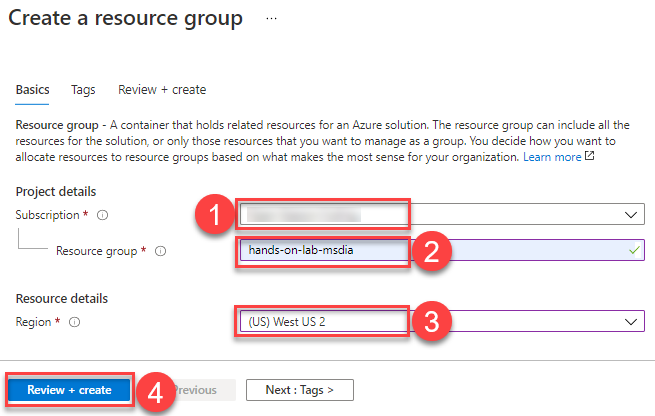 Create a resource group ...
Basics Tags Review + create
Resource group - A container that holds related resources for an Azure solution. The resource group can include all the
resources for the solution, or only those resources that you want to manage as a group. You decide how you want to
allocate resources to resource groups based on what makes the most sense for your organization. Learn more
Project details
Subscription * 1
Resource group * hands-on-lab-msdia 2
Resource details
Region * (US) West US 2 3
Review + create 4 Previous Next : Tags >